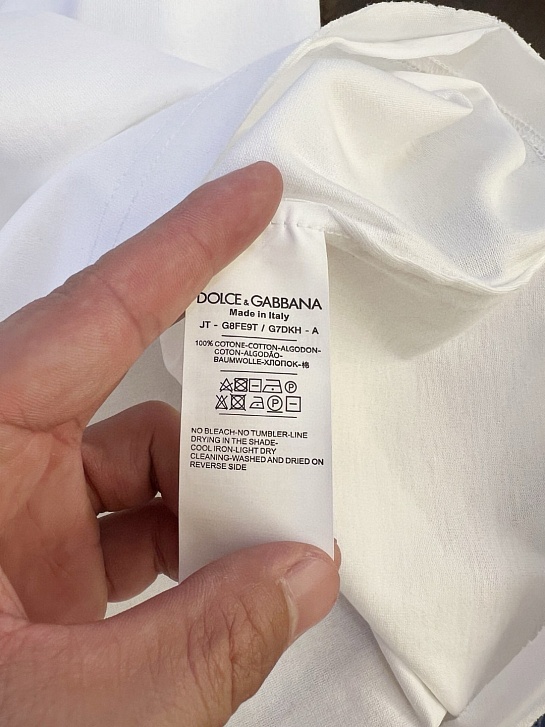 DOLCE & GABBANA
Made in Italy
JT - G8FE9T / G7DKH - A
100% COTONE-COTTON-ALGODON-
COTON-ALGODÃO-
BAUMWOLLE-ХЛОПОК-棉
P
P
NO BLEACH-NO TUMBLER-LINE
DRYING IN THE SHADE-
COOL IRON-LIGHT DRY
CLEANING-WASHED AND DRIED ON
REVERSE SIDE